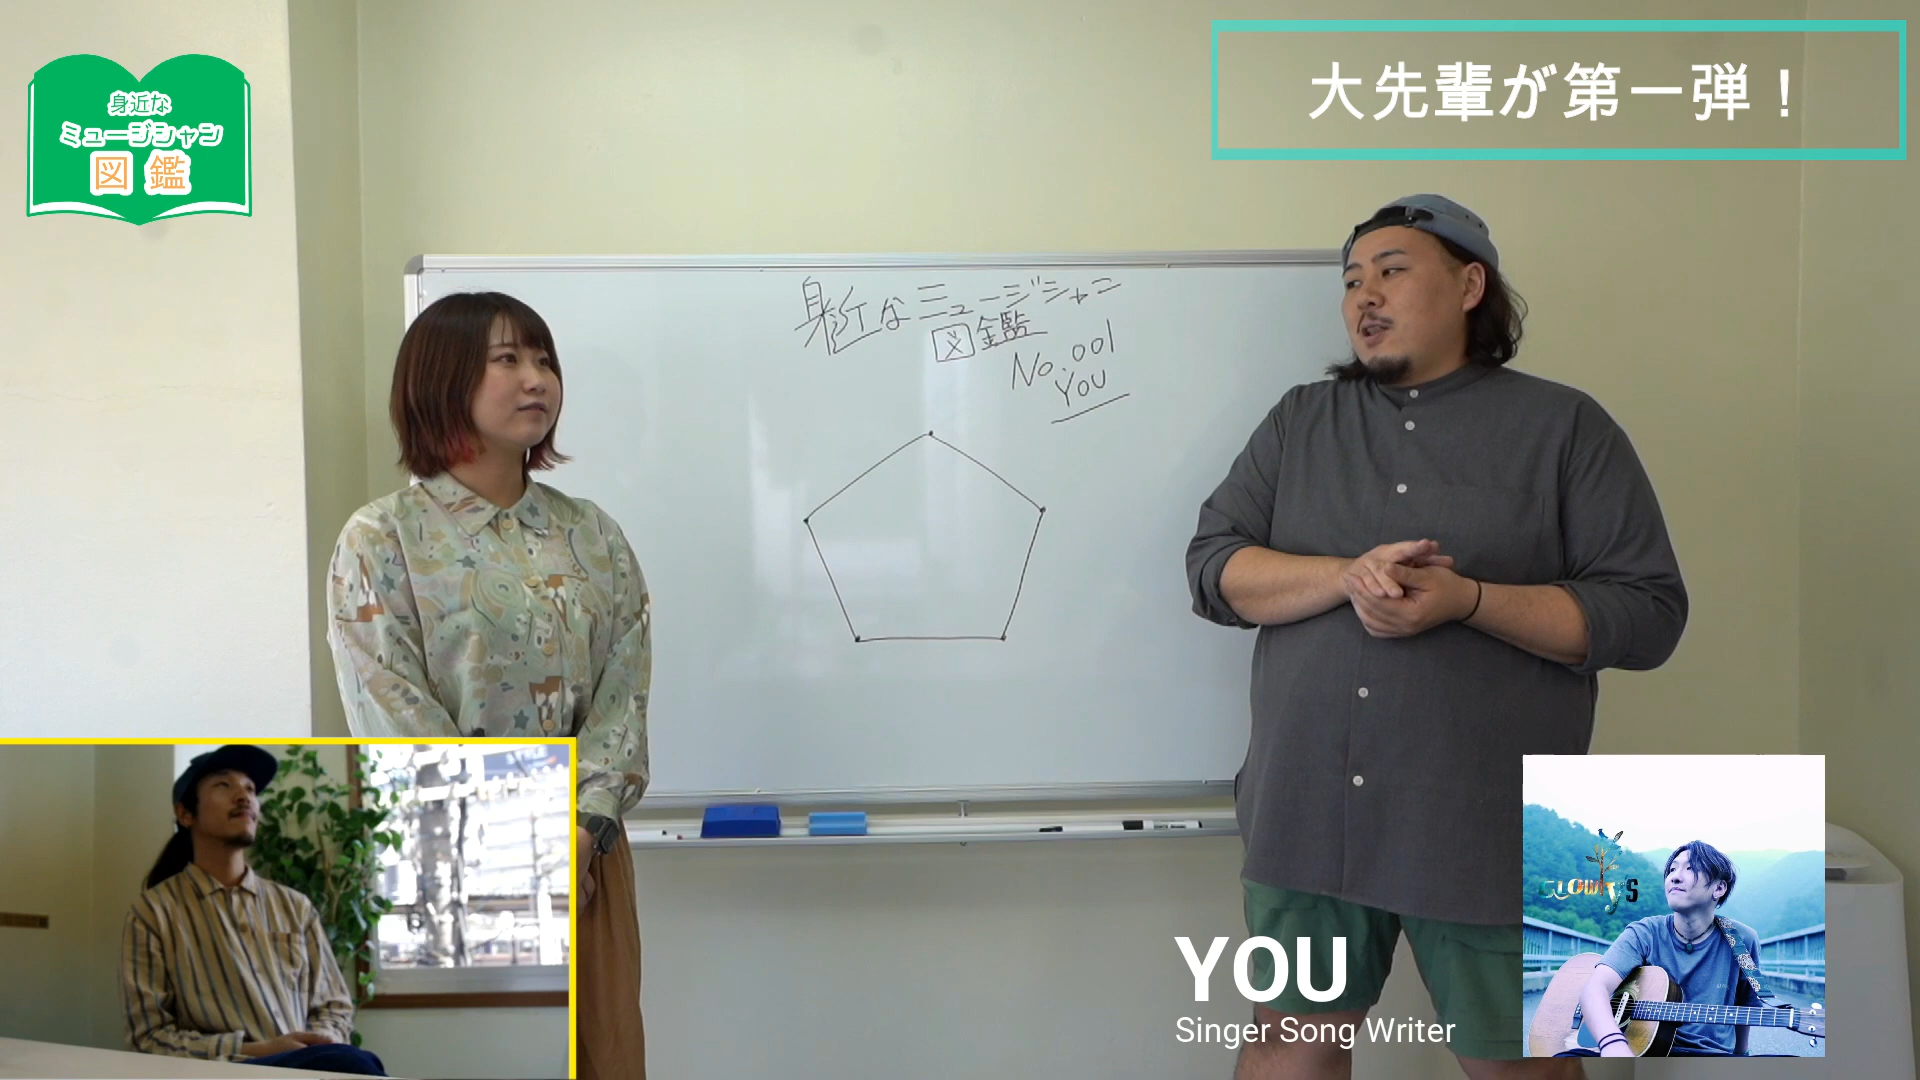 身近な
ミュージシャン
図鑑
大先輩が第一弾！
身近なミュージシャン
図鑑
No.001
YOU
GLOWLY'S
YOU
Singer Song Writer